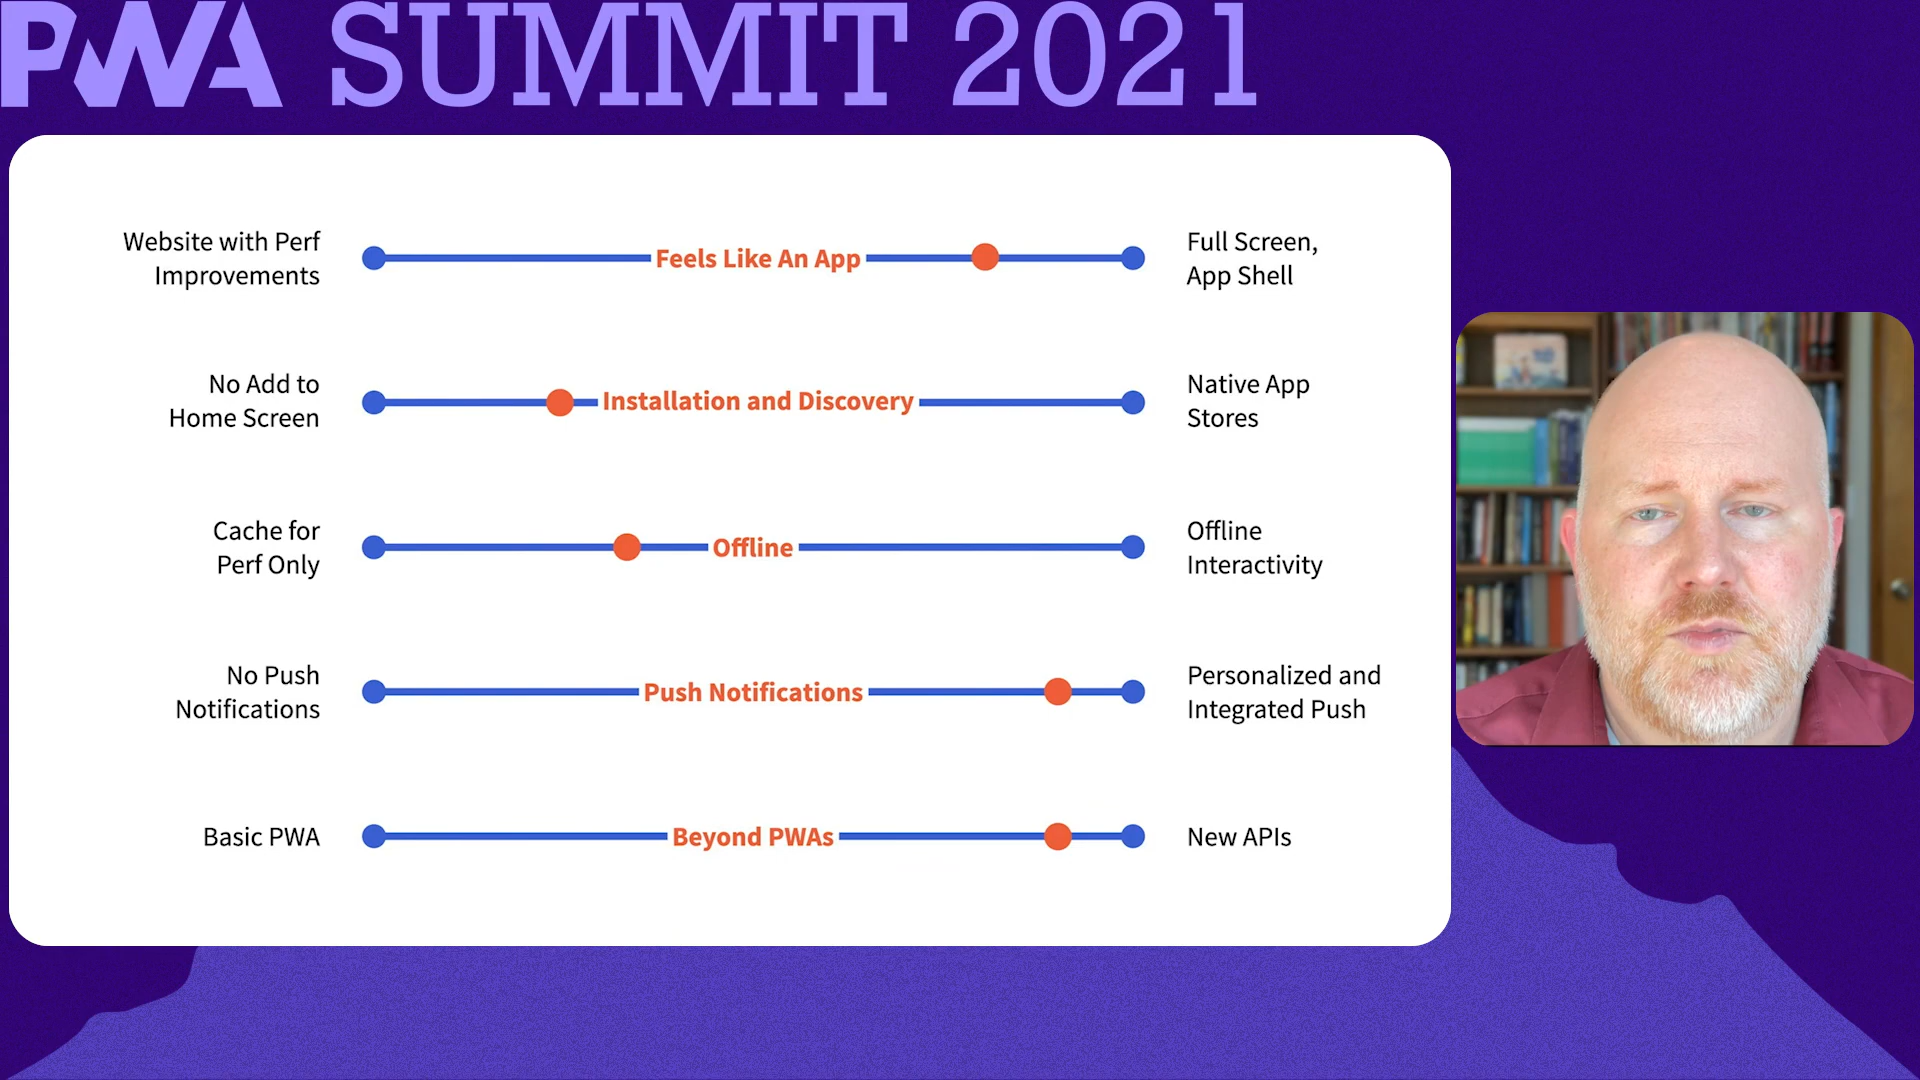 PWA SUMMIT 2021
Website with Perf
Improvements
Feels Like An App
Full Screen,
App Shell
No Add to
Home Screen
Installation and Discovery
Native App
Stores
Cache for
Perf Only
Offline
Offline
Interactivity
No Push
Notifications
Push Notifications
Personalized and
Integrated Push
Basic PWA
Beyond PWAs
New APIs